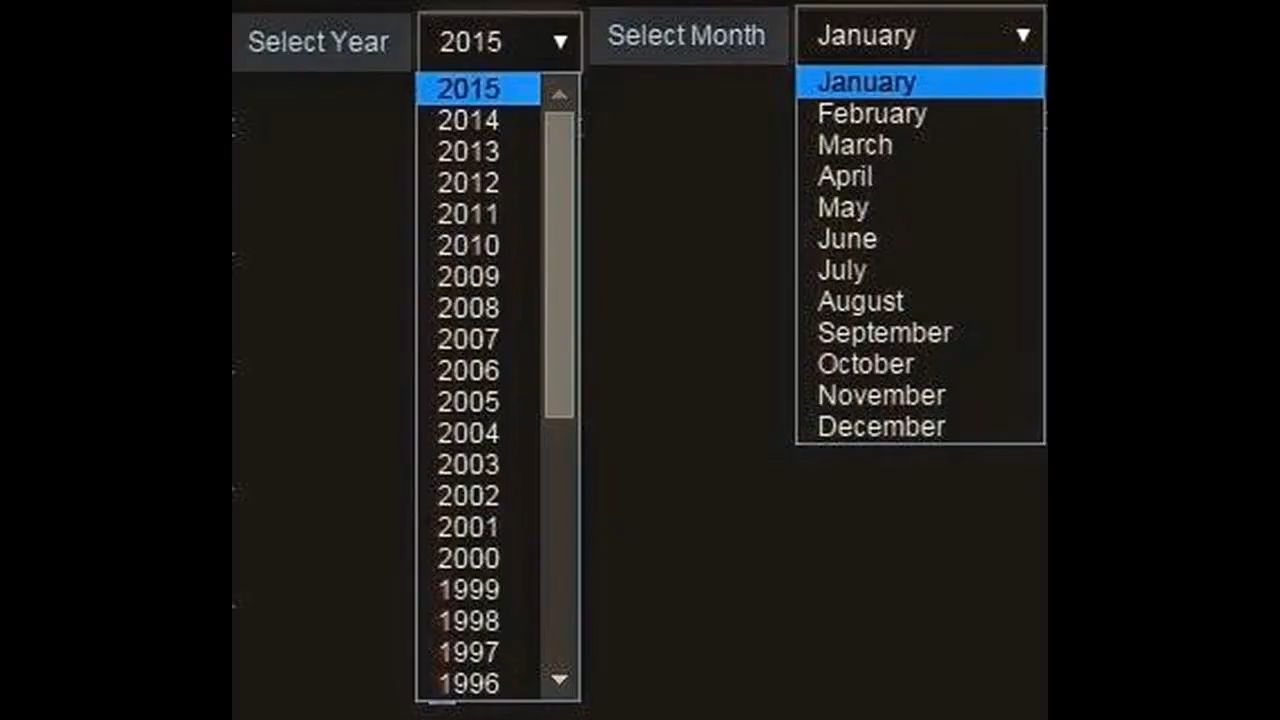 Select Year
2015
2015
2014
2013
2012
2011
2010
2009
2008
2007
2006
2005
2004
2003
2002
2001
2000
1999
1998
1997
1996
Select Month
January
January
February
March
April
May
June
July
August
September
October
November
December